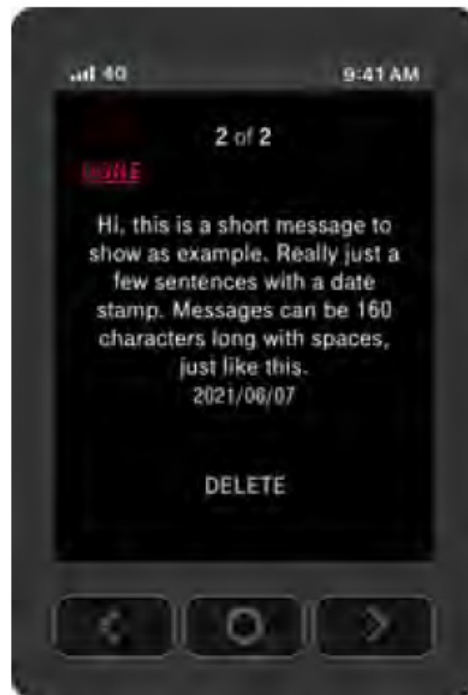 4G 9:41 AM
2 of 2
DONE
Hi, this is a short message to
show as example. Really just a
few sentences with a date
stamp. Messages can be 160
characters long with spaces,
just like this.
2021/06/07
DELETE